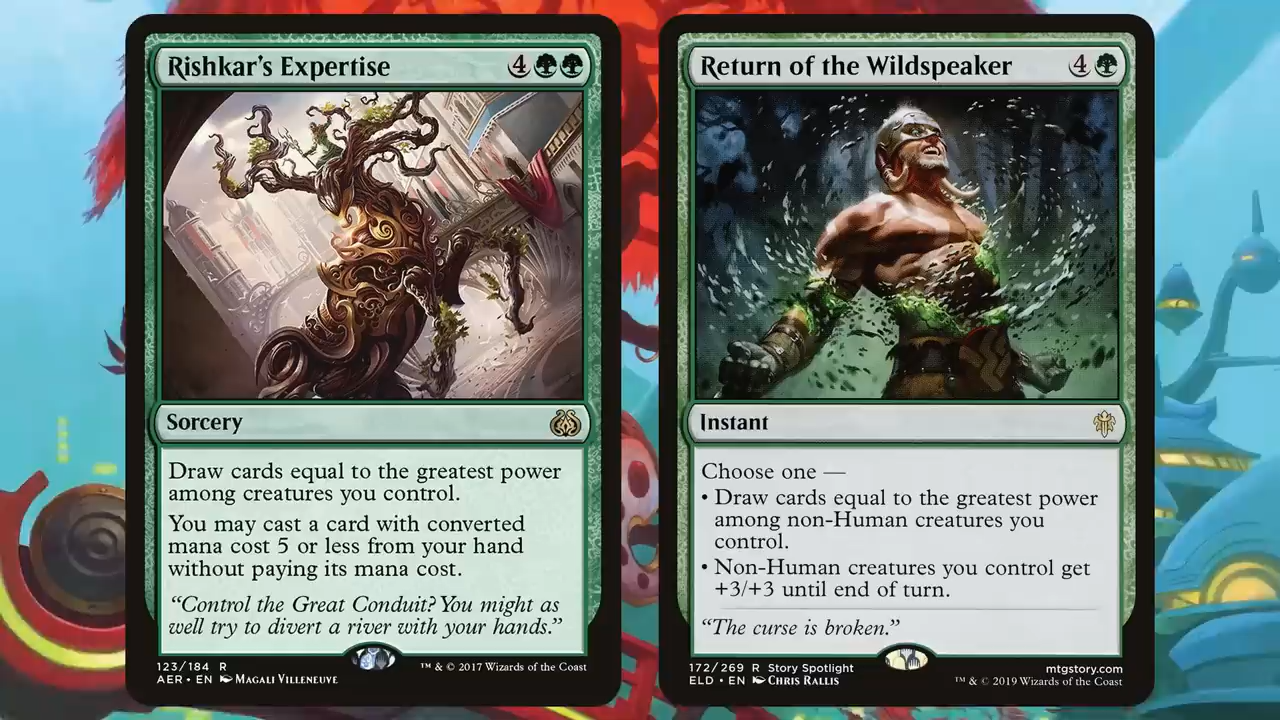 Rishkar's Expertise 4
Sorcery
Draw cards equal to the greatest power
among creatures you control.
You may cast a card with converted
mana cost 5 or less from your hand
without paying its mana cost.
“Control the Great Conduit? You might as
well try to divert a river with your hands.”
123/184 R
AER • EN Magali Villeneuve
™ & © 2017 Wizards of the Coast
Return of the Wildspeaker 4
Instant
Choose one —
• Draw cards equal to the greatest power
among non-Human creatures you
control.
• Non-Human creatures you control get
+3/+3 until end of turn.
“The curse is broken.”
172/269 R Story Spotlight
ELD • EN Chris Rallis
mtgstory.com
™ & © 2019 Wizards of the Coast